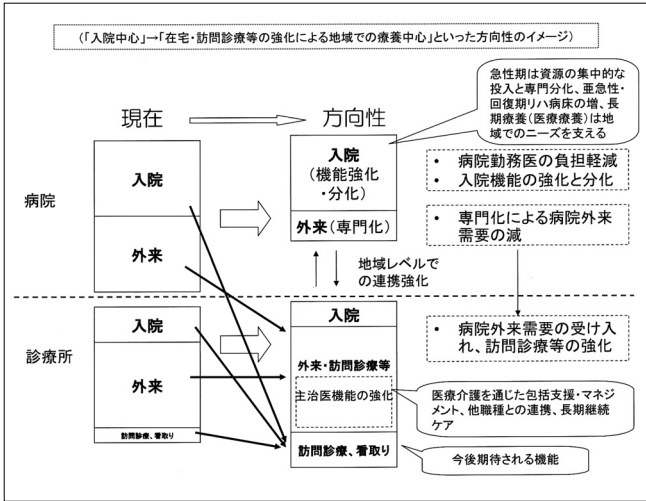 (「入院中心」→「在宅・訪問診療等の強化による地域での療養中心」といった方向性のイメージ)
急性期は資源の集中的な
投入と専門分化、亜急性・
回復期リハ病床の増、長
期療養(医療療養)は地
域でのニーズを支える
現在
方向性
病院
入院
外来
入院
(機能強化
・分化)
外来(専門化)
• 病院勤務医の負担軽減
• 入院機能の強化と分化
• 専門化による病院外来
需要の減
地域レベルで
の連携強化
診療所
入院
外来
訪問診療、看取り
入院
外来・訪問診療等
主治医機能の強化
訪問診療、看取り
• 病院外来需要の受け入
れ、訪問診療等の強化
医療介護を通じた包括支援・マネ
ジメント、他職種との連携、長期継続
ケア
今後期待される機能